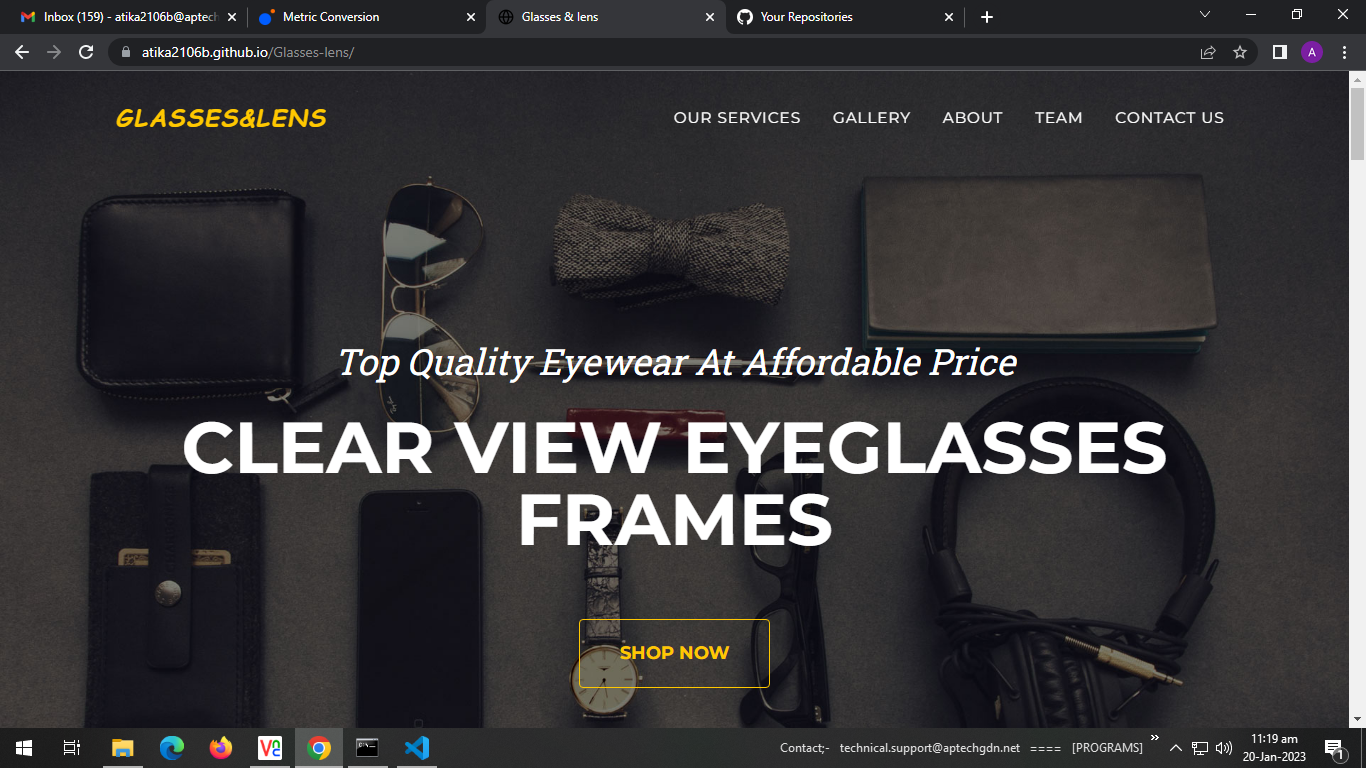 Inbox (159) - atika2106b@aptech
Metric Conversion
Glasses & lens
Your Repositories
atika2106b.github.io/Glasses-lens/
A
GLASSES&LENS
OUR SERVICES GALLERY ABOUT TEAM CONTACT US
Top Quality Eyewear At Affordable Price
CLEAR VIEW EYEGLASSES
FRAMES
SHOP NOW
Contact;- technical.support@aptechgdn.net ==== [PROGRAMS]
11:19 am
20-Jan-2023
1